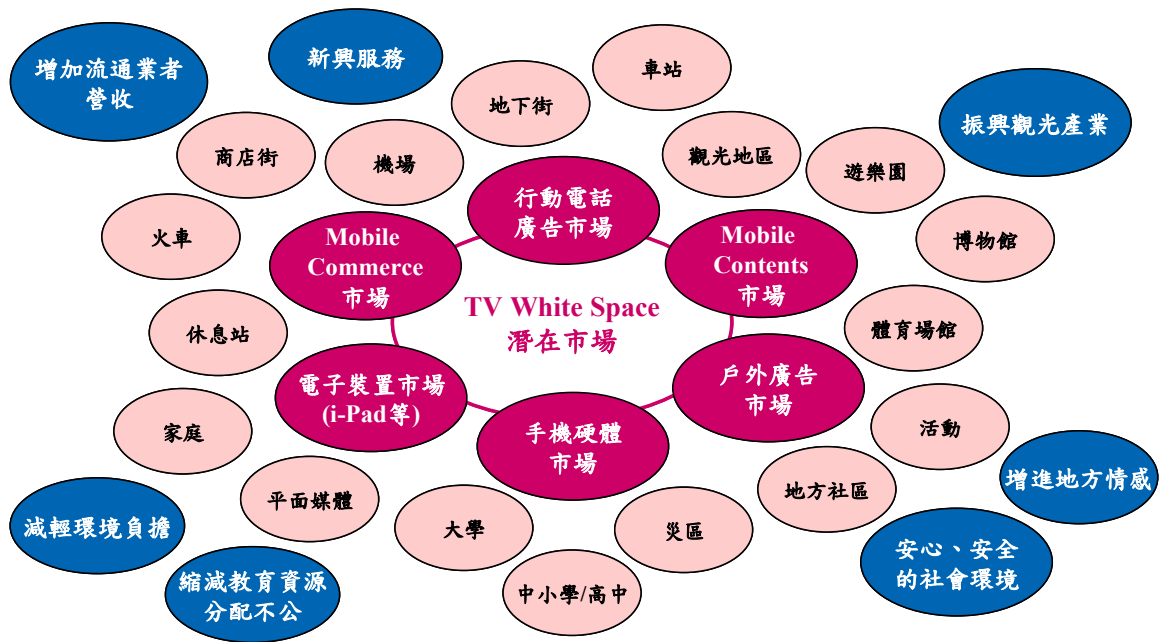 增加流通業者
營收
新興服務
車站
地下街
振興觀光產業
商店街
機場
觀光地區
遊樂園
行動電話
廣告市場
火車
Mobile
Commerce
市場
Mobile
Contents
市場
博物館
TV White Space
潛在市場
休息站
體育場館
電子裝置市場
(i-Pad等)
戶外廣告
市場
家庭
手機硬體
市場
活動
平面媒體
地方社區
增進地方情感
減輕環境負擔
大學
災區
安心、安全
的社會環境
縮減教育資源
分配不公
中小學/高中